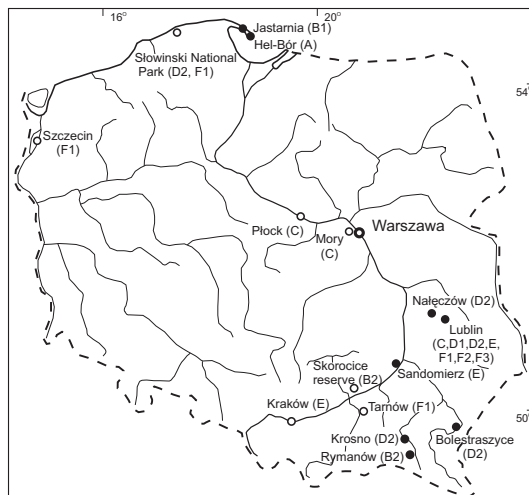 16°
20°
Jastarnia (B1)
Hel-Bór (A)
Słowinski National
Park (D2, F1)
54°
Szczecin
(F1)
Płock (C)
Mory
(C)
Warszawa
Nałęczów (D2)
Lublin
(C,D1,D2,E,
F1,F2,F3)
Skorocice
reserve (B2)
Sandomierz (E)
Kraków (E)
Tarnów (F1)
50°
Krosno (D2)
Rymanów (B2)
Bolestraszyce
(D2)